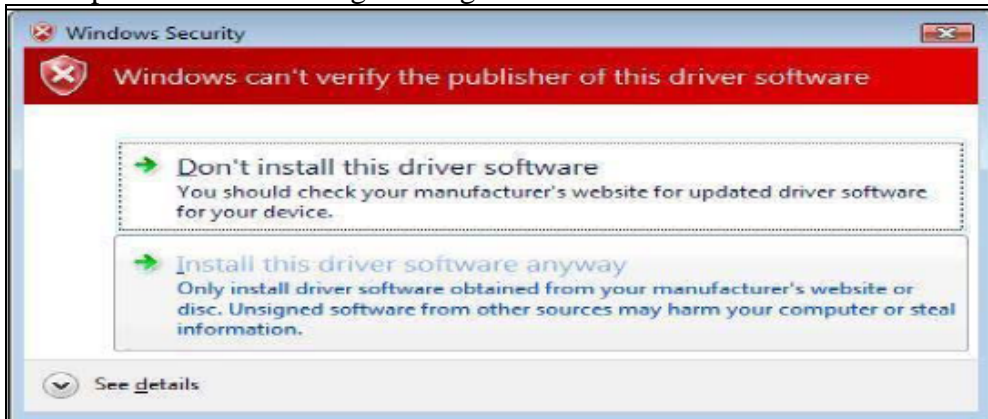 Windows Security
Windows can't verify the publisher of this driver software
Don't install this driver software
You should check your manufacturer's website for updated driver software
for your device.
Install this driver software anyway
Only install driver software obtained from your manufacturer's website or
disc. Unsigned software from other sources may harm your computer or steal
information.
See details